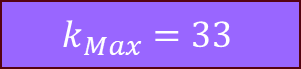 k_Max = 33